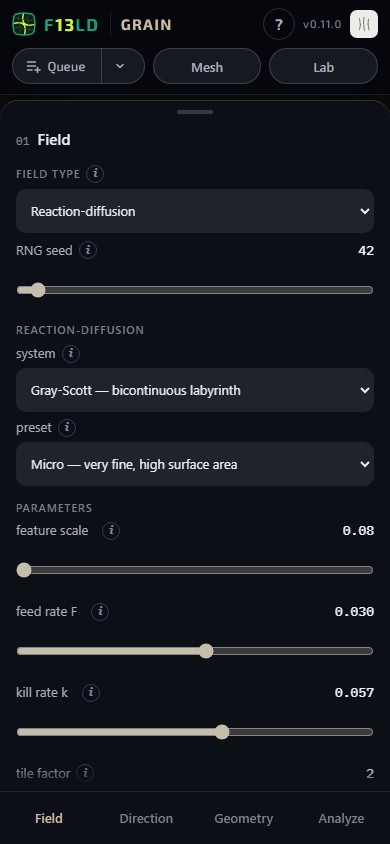 F13LD GRAIN ? v0.11.0
Queue Mesh Lab
01 Field
FIELD TYPE i
Reaction-diffusion
RNG seed i 42
REACTION-DIFFUSION
system i
Gray-Scott — bicontinuous labyrinth
preset i
Micro — very fine, high surface area
PARAMETERS
feature scale i 0.08
feed rate F i 0.030
kill rate k i 0.057
tile factor i 2
Field Direction Geometry Analyze